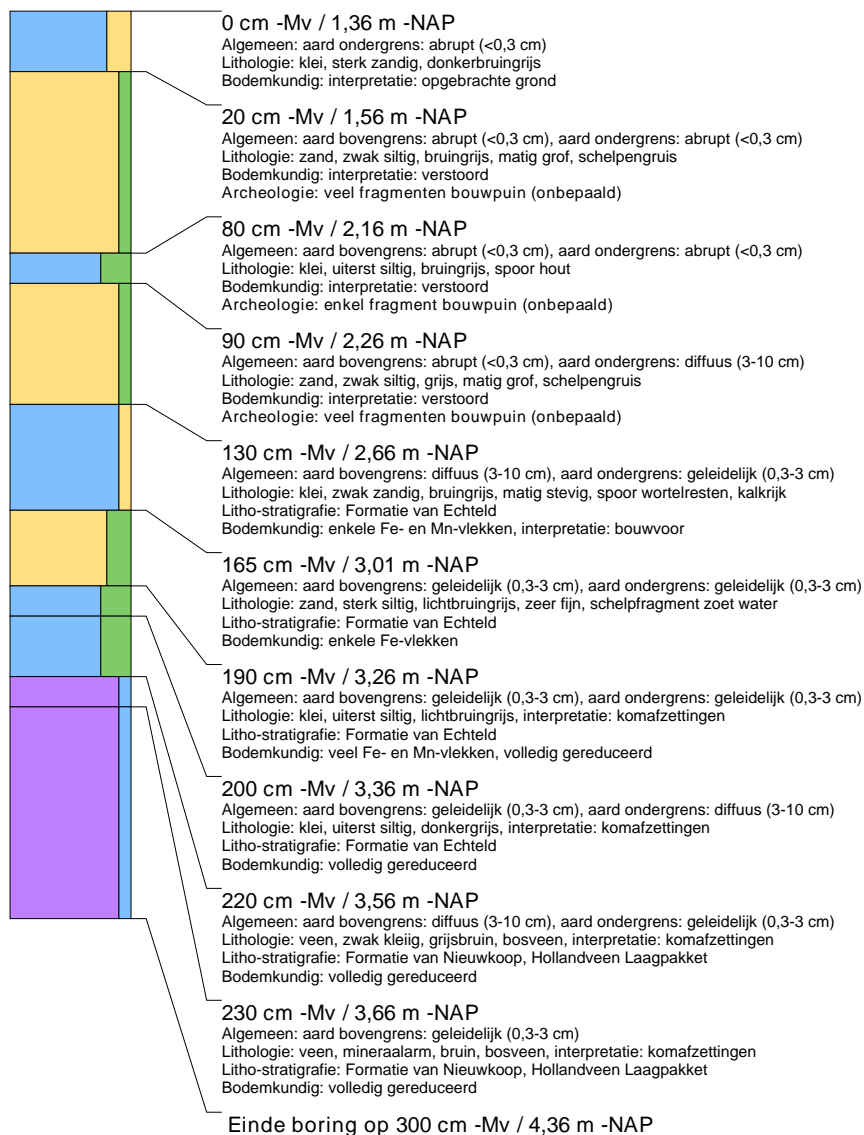 0 cm -Mv / 1,36 m -NAP
Algemeen: aard ondergrens: abrupt (<0,3 cm)
Lithologie: klei, sterk zandig, donkerbruingrijs
Bodemkundig: interpretatie: opgebrachte grond
20 cm -Mv / 1,56 m -NAP
Algemeen: aard bovengrens: abrupt (<0,3 cm), aard ondergrens: abrupt (<0,3 cm)
Lithologie: zand, zwak siltig, bruingrijs, matig grof, schelpengruis
Bodemkundig: interpretatie: verstoord
Archeologie: veel fragmenten bouwpuin (onbepaald)
80 cm -Mv / 2,16 m -NAP
Algemeen: aard bovengrens: abrupt (<0,3 cm), aard ondergrens: abrupt (<0,3 cm)
Lithologie: klei, uiterst siltig, bruingrijs, spoor hout
Bodemkundig: interpretatie: verstoord
Archeologie: enkel fragment bouwpuin (onbepaald)
90 cm -Mv / 2,26 m -NAP
Algemeen: aard bovengrens: abrupt (<0,3 cm), aard ondergrens: diffuus (3-10 cm)
Lithologie: zand, zwak siltig, grijs, matig grof, schelpengruis
Bodemkundig: interpretatie: verstoord
Archeologie: veel fragmenten bouwpuin (onbepaald)
130 cm -Mv / 2,66 m -NAP
Algemeen: aard bovengrens: diffuus (3-10 cm), aard ondergrens: geleidelijk (0,3-3 cm)
Lithologie: klei, zwak zandig, bruingrijs, matig stevig, spoor wortelresten, kalkrijk
Litho-stratigrafie: Formatie van Echteld
Bodemkundig: enkele Fe- en Mn-vlekken, interpretatie: bouwvoor
165 cm -Mv / 3,01 m -NAP
Algemeen: aard bovengrens: geleidelijk (0,3-3 cm), aard ondergrens: geleidelijk (0,3-3 cm)
Lithologie: zand, sterk siltig, lichtbruingrijs, zeer fijn, schelpfragment zoet water
Litho-stratigrafie: Formatie van Echteld
Bodemkundig: enkele Fe-vlekken
190 cm -Mv / 3,26 m -NAP
Algemeen: aard bovengrens: geleidelijk (0,3-3 cm), aard ondergrens: geleidelijk (0,3-3 cm)
Lithologie: klei, uiterst siltig, lichtbruingrijs, interpretatie: komafzettingen
Litho-stratigrafie: Formatie van Echteld
Bodemkundig: veel Fe- en Mn-vlekken, volledig gereduceerd
200 cm -Mv / 3,36 m -NAP
Algemeen: aard bovengrens: geleidelijk (0,3-3 cm), aard ondergrens: diffuus (3-10 cm)
Lithologie: klei, uiterst siltig, donkergrijs, interpretatie: komafzettingen
Litho-stratigrafie: Formatie van Echteld
Bodemkundig: volledig gereduceerd
220 cm -Mv / 3,56 m -NAP
Algemeen: aard bovengrens: diffuus (3-10 cm), aard ondergrens: geleidelijk (0,3-3 cm)
Lithologie: veen, zwak kleiig, grijsbruin, bosveen, interpretatie: komafzettingen
Litho-stratigrafie: Formatie van Nieuwkoop, Hollandveen Laagpakket
Bodemkundig: volledig gereduceerd
230 cm -Mv / 3,66 m -NAP
Algemeen: aard bovengrens: geleidelijk (0,3-3 cm)
Lithologie: veen, mineraalarm, bruin, bosveen, interpretatie: komafzettingen
Litho-stratigrafie: Formatie van Nieuwkoop, Hollandveen Laagpakket
Bodemkundig: volledig gereduceerd
Einde boring op 300 cm -Mv / 4,36 m -NAP